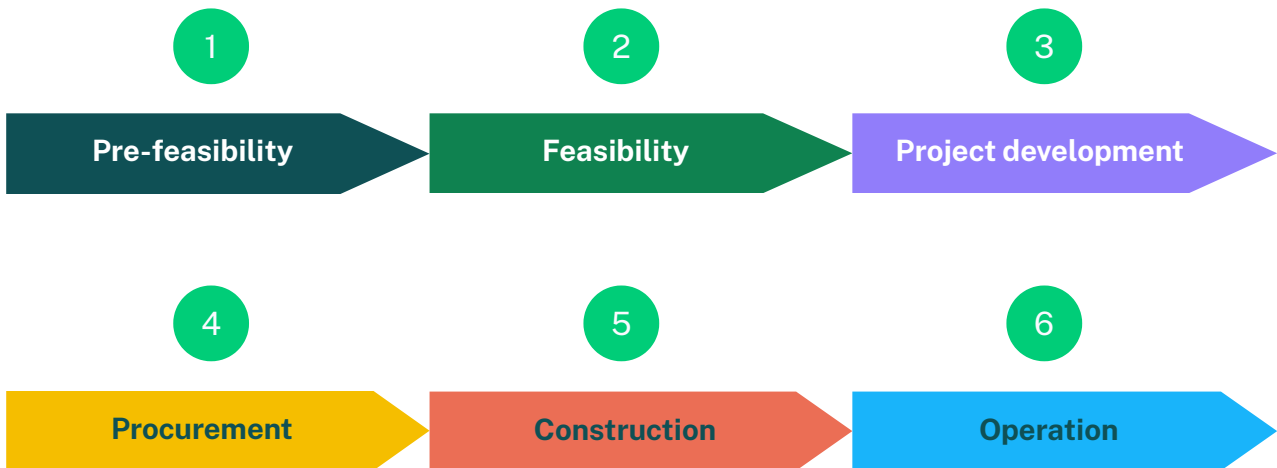 1
2
3
Pre-feasibility
Feasibility
Project development
4
5
6
Procurement
Construction
Operation